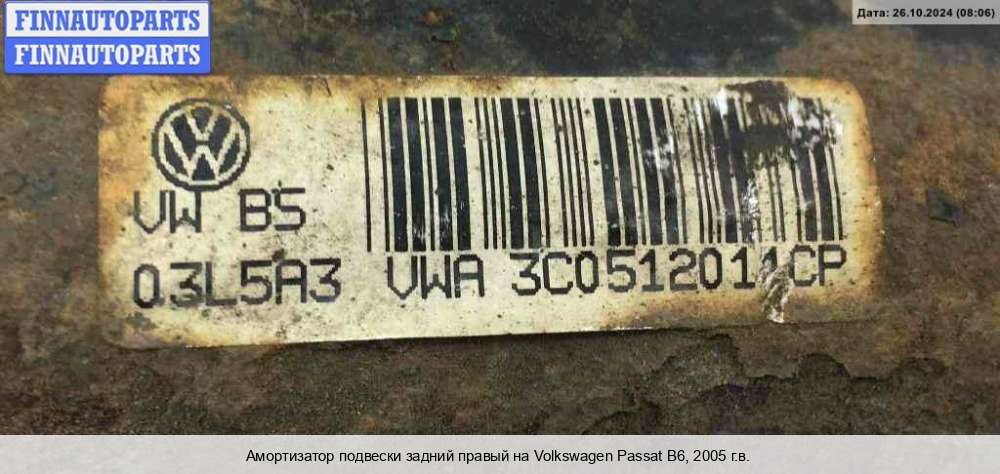 FINNAUTOPARTS
FINNAUTOPARTS
Дата: 26.10.2024 (08:06)
VW B5
03L5A3 VWA 3C0512011CP
Амортизатор подвески задний правый на Volkswagen Passat B6, 2005 г.в.